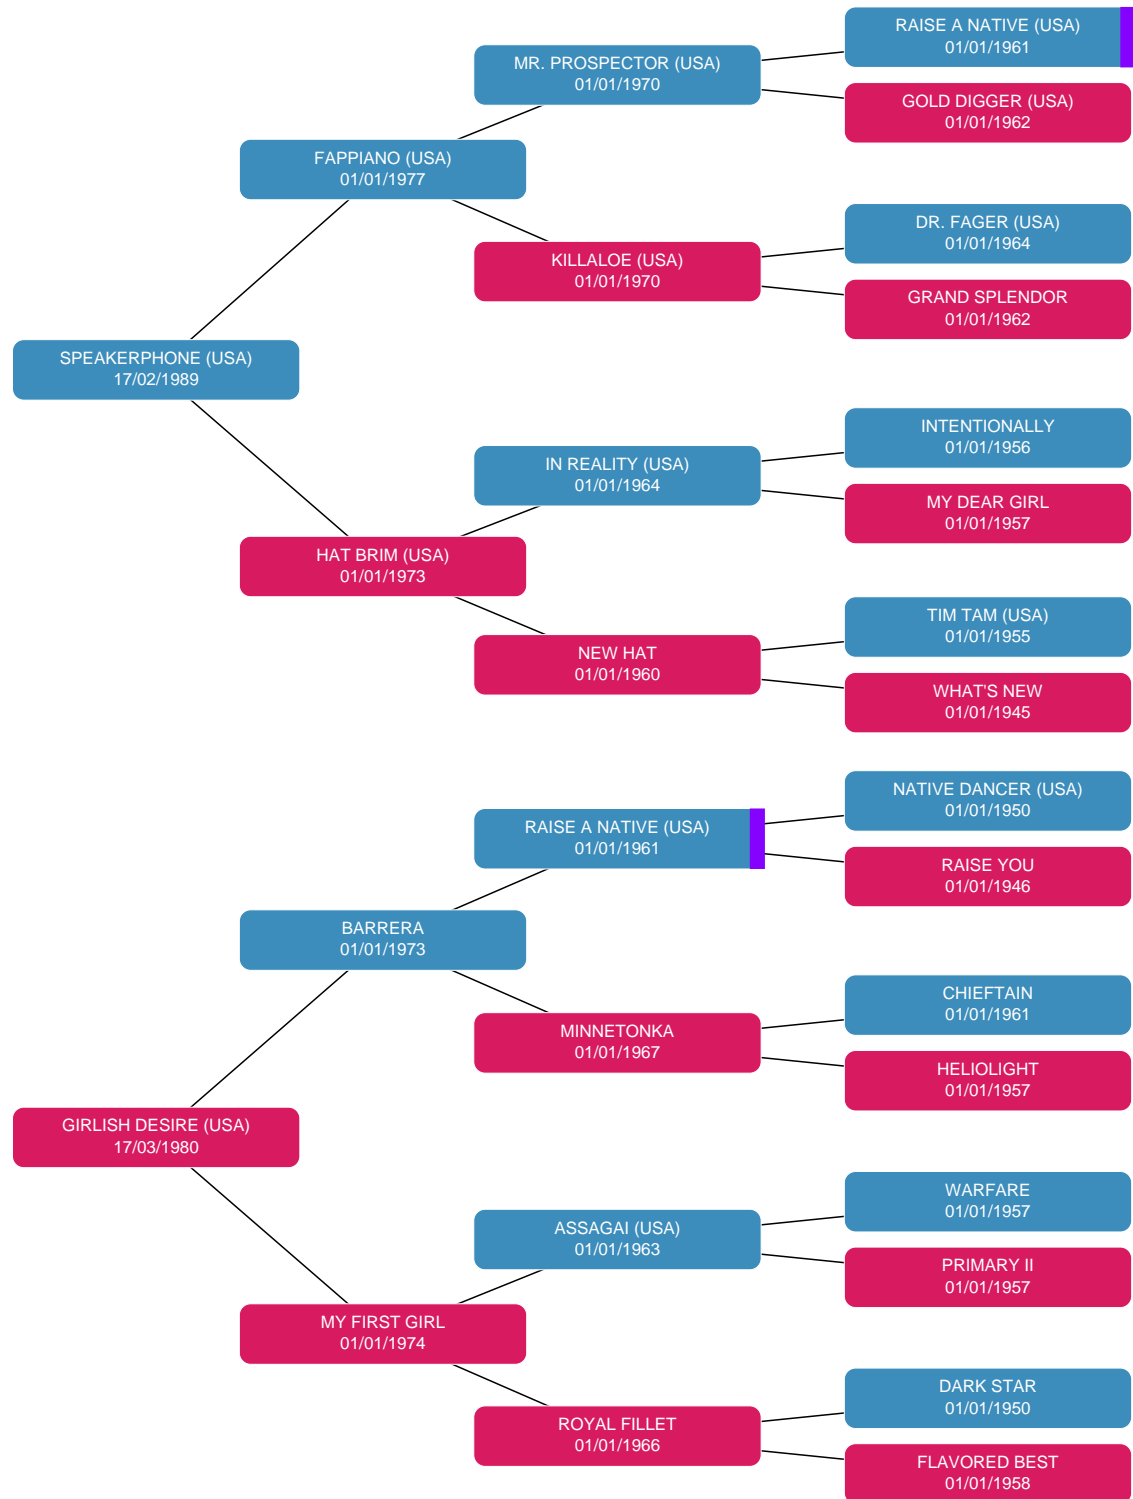 RAISE A NATIVE (USA)
01/01/1961
MR. PROSPECTOR (USA)
01/01/1970
GOLD DIGGER (USA)
01/01/1962
FAPPIANO (USA)
01/01/1977
DR. FAGER (USA)
01/01/1964
KILLALOE (USA)
01/01/1970
GRAND SPLENDOR
01/01/1962
SPEAKERPHONE (USA)
17/02/1989
INTENTIONALLY
01/01/1956
IN REALITY (USA)
01/01/1964
MY DEAR GIRL
01/01/1957
HAT BRIM (USA)
01/01/1973
TIM TAM (USA)
01/01/1955
NEW HAT
01/01/1960
WHAT'S NEW
01/01/1945
NATIVE DANCER (USA)
01/01/1950
RAISE A NATIVE (USA)
01/01/1961
RAISE YOU
01/01/1946
BARRERA
01/01/1973
CHIEFTAIN
01/01/1961
MINNETONKA
01/01/1967
HELIOLIGHT
01/01/1957
GIRLISH DESIRE (USA)
17/03/1980
WARFARE
01/01/1957
ASSAGAI (USA)
01/01/1963
PRIMARY II
01/01/1957
MY FIRST GIRL
01/01/1974
DARK STAR
01/01/1950
ROYAL FILLET
01/01/1966
FLAVORED BEST
01/01/1958